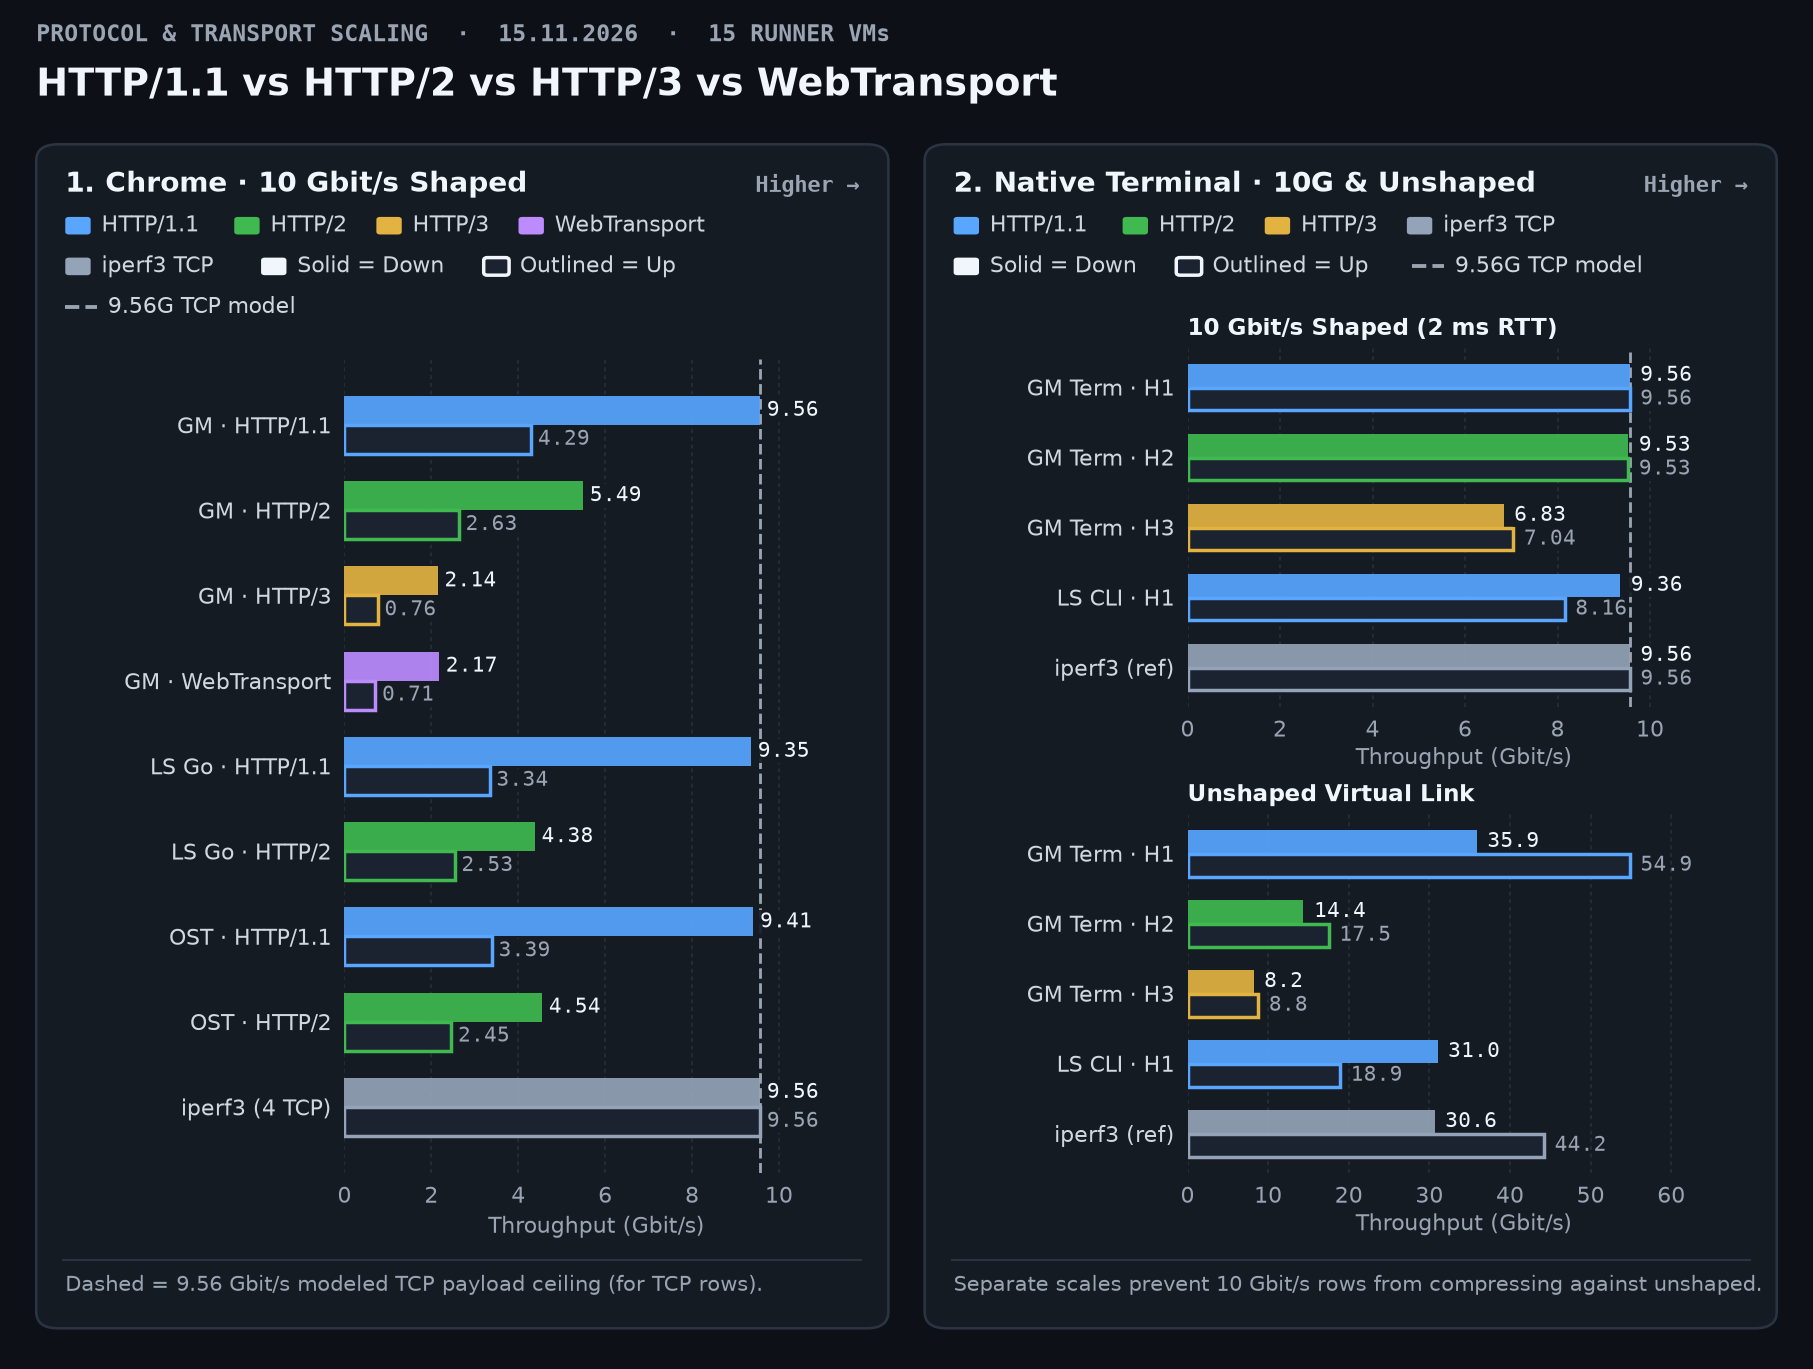 PROTOCOL & TRANSPORT SCALING · 15.11.2026 · 15 RUNNER VMs
HTTP/1.1 vs HTTP/2 vs HTTP/3 vs WebTransport
1. Chrome · 10 Gbit/s Shaped
Higher →
HTTP/1.1 HTTP/2 HTTP/3 WebTransport
iperf3 TCP Solid = Down Outlined = Up
9.56G TCP model
GM · HTTP/1.1 9.56
4.29
GM · HTTP/2 5.49
2.63
GM · HTTP/3 2.14
0.76
GM · WebTransport 2.17
0.71
LS Go · HTTP/1.1 9.35
3.34
LS Go · HTTP/2 4.38
2.53
OST · HTTP/1.1 9.41
3.39
OST · HTTP/2 4.54
2.45
iperf3 (4 TCP) 9.56
9.56
0 2 4 6 8 10
Throughput (Gbit/s)
Dashed = 9.56 Gbit/s modeled TCP payload ceiling (for TCP rows).
2. Native Terminal · 10G & Unshaped
Higher →
HTTP/1.1 HTTP/2 HTTP/3 iperf3 TCP
Solid = Down Outlined = Up 9.56G TCP model
10 Gbit/s Shaped (2 ms RTT)
GM Term · H1 9.56
9.56
GM Term · H2 9.53
9.53
GM Term · H3 6.83
7.04
LS CLI · H1 9.36
8.16
iperf3 (ref) 9.56
9.56
0 2 4 6 8 10
Throughput (Gbit/s)
Unshaped Virtual Link
GM Term · H1 35.9
54.9
GM Term · H2 14.4
17.5
GM Term · H3 8.2
8.8
LS CLI · H1 31.0
18.9
iperf3 (ref) 30.6
44.2
0 10 20 30 40 50 60
Throughput (Gbit/s)
Separate scales prevent 10 Gbit/s rows from compressing against unshaped.